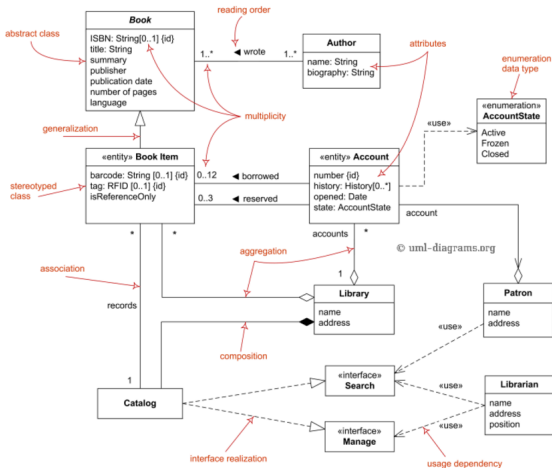 reading order
Book
abstract class
ISBN: String[0..1] {id}
title: String
summary
publisher
publication date
number of pages
language
1..*
◄ wrote
1..*
Author
name: String
biography: String
attributes
enumeration
data type
«enumeration»
AccountState
Active
Frozen
Closed
multiplicity
generalization
«use»
«entity» Book Item
barcode: String [0..1] {id}
tag: RFID [0..1] {id}
isReferenceOnly
stereotyped
class
0..12
◄ borrowed
0..3
◄ reserved
«entity» Account
number {id}
history: History[0..*]
opened: Date
state: AccountState
account
*
*
accounts
*
© uml-diagrams.org
aggregation
association
1
Library
name
address
Patron
name
address
records
composition
«use»
1
Catalog
«interface»
Search
«use»
Librarian
name
address
position
«interface»
Manage
«use»
interface realization
usage dependency